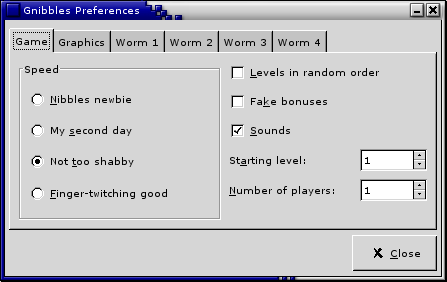 Gnibbles Preferences
Game Graphics Worm 1 Worm 2 Worm 3 Worm 4
Speed
Nibbles newbie
My second day
Not too shabby
Finger-twitching good
Levels in random order
Fake bonuses
Sounds
Starting level: 1
Number of players: 1
Close